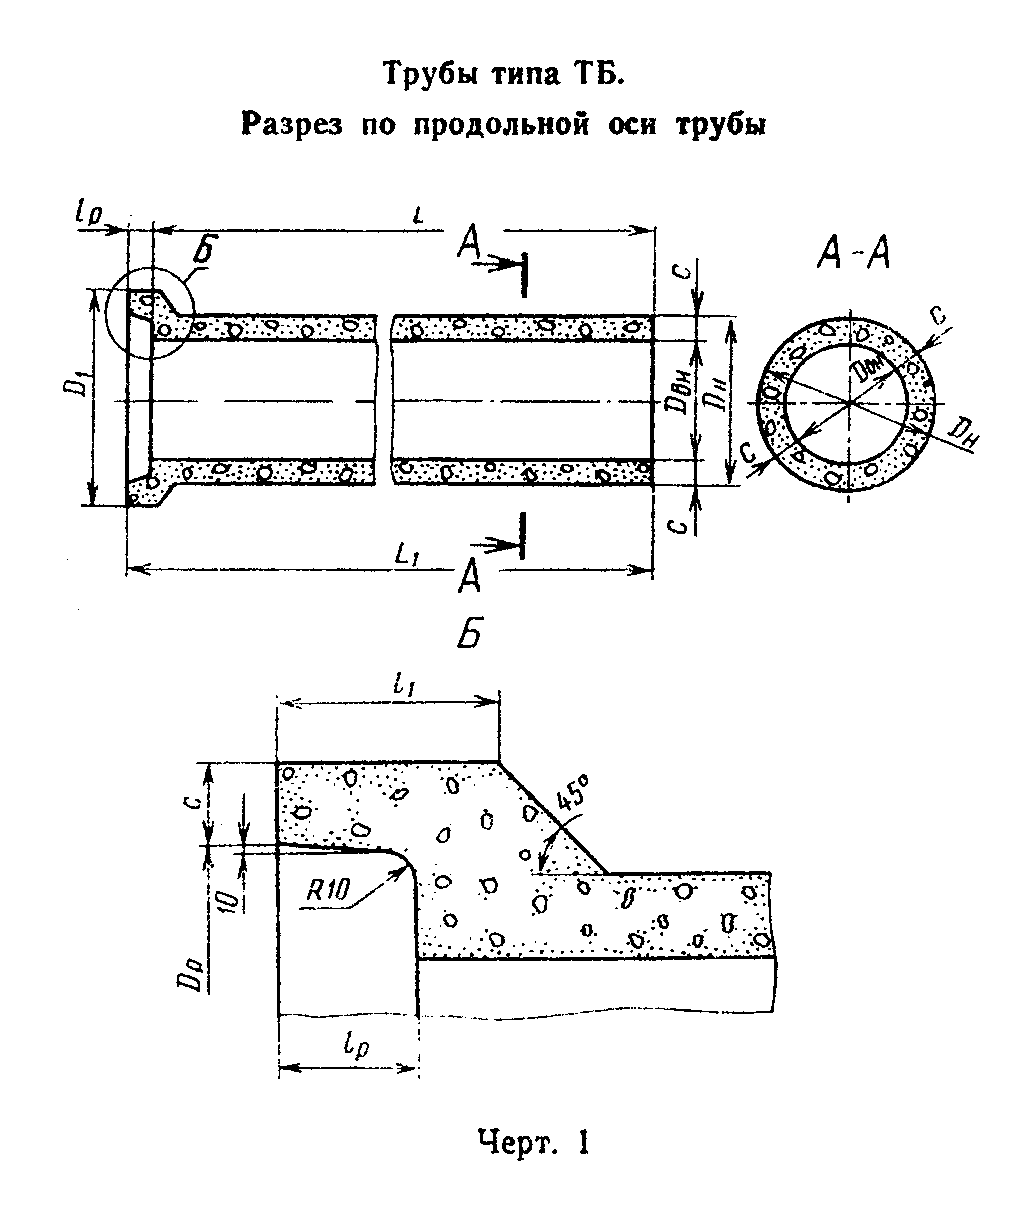 Трубы типа ТБ.
Разрез по продольной оси трубы
lр
L
Б
А
А-А
с
с
D1
Dвн
Dн
Dвн
Dн
с
с
L1
А
Б
l1
с
45°
10
R10
Dр
lр
Черт. 1